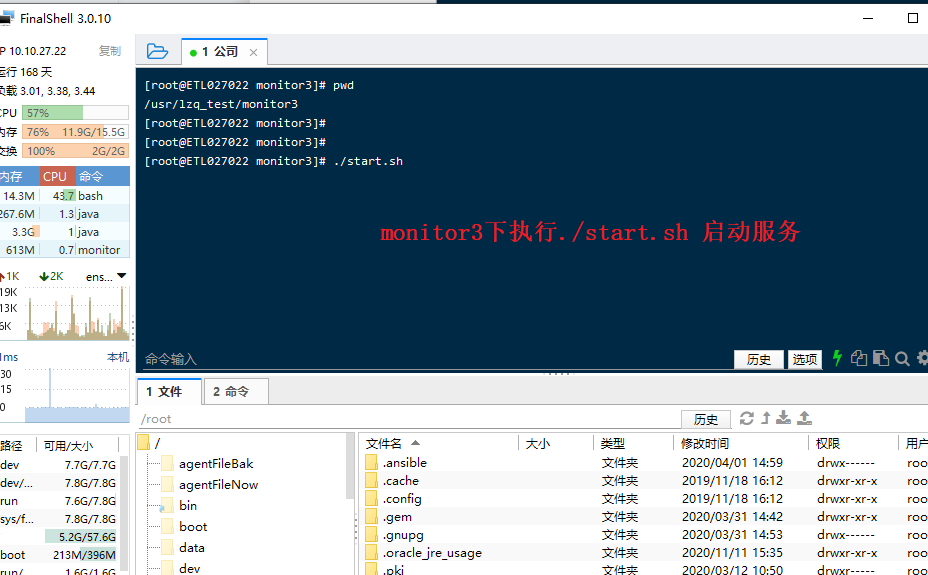 FinalShell 3.0.10
P 10.10.27.22 复制
运行 168 天
负载 3.01, 3.38, 3.44
CPU 57%
内存 76% 11.9G/15.5G
交换 100% 2G/2G
内存 CPU 命令
14.3M 43.7 bash
267.6M 1.3 java
3.3G 1 java
613M 0.7 monitor
1K 2K ens...
19K
13K
6K
1ms 本机
30
15
0
路径 可用/大小
dev 7.7G/7.7G
dev/... 7.8G/7.8G
run 7.6G/7.8G
sys/f... 7.8G/7.8G
5.2G/57.6G
boot 213M/396M
run/ 1.6G/1.6G
1 公司
[root@ETL027022 monitor3]# pwd
/usr/lzq_test/monitor3
[root@ETL027022 monitor3]#
[root@ETL027022 monitor3]#
[root@ETL027022 monitor3]# ./start.sh
monitor3下执行./start.sh 启动服务
命令输入 历史 选项
1 文件 2 命令
/root 历史
/
agentFileBak
agentFileNow
bin
boot
data
dev
文件名 大小 类型 修改时间 权限 用户
.ansible 文件夹 2020/04/01 14:59 drwx------ roo
.cache 文件夹 2019/11/18 16:12 drwxr-xr-x roo
.config 文件夹 2019/11/18 16:12 drwxr-xr-x roo
.gem 文件夹 2020/03/31 14:42 drwxr-xr-x roo
.gnupg 文件夹 2020/03/31 14:53 drwx------ roo
.oracle_jre_usage 文件夹 2020/11/11 15:35 drwxr-xr-x roo
.pki 文件夹 2020/03/12 10:50 drwxr-xr-x roo